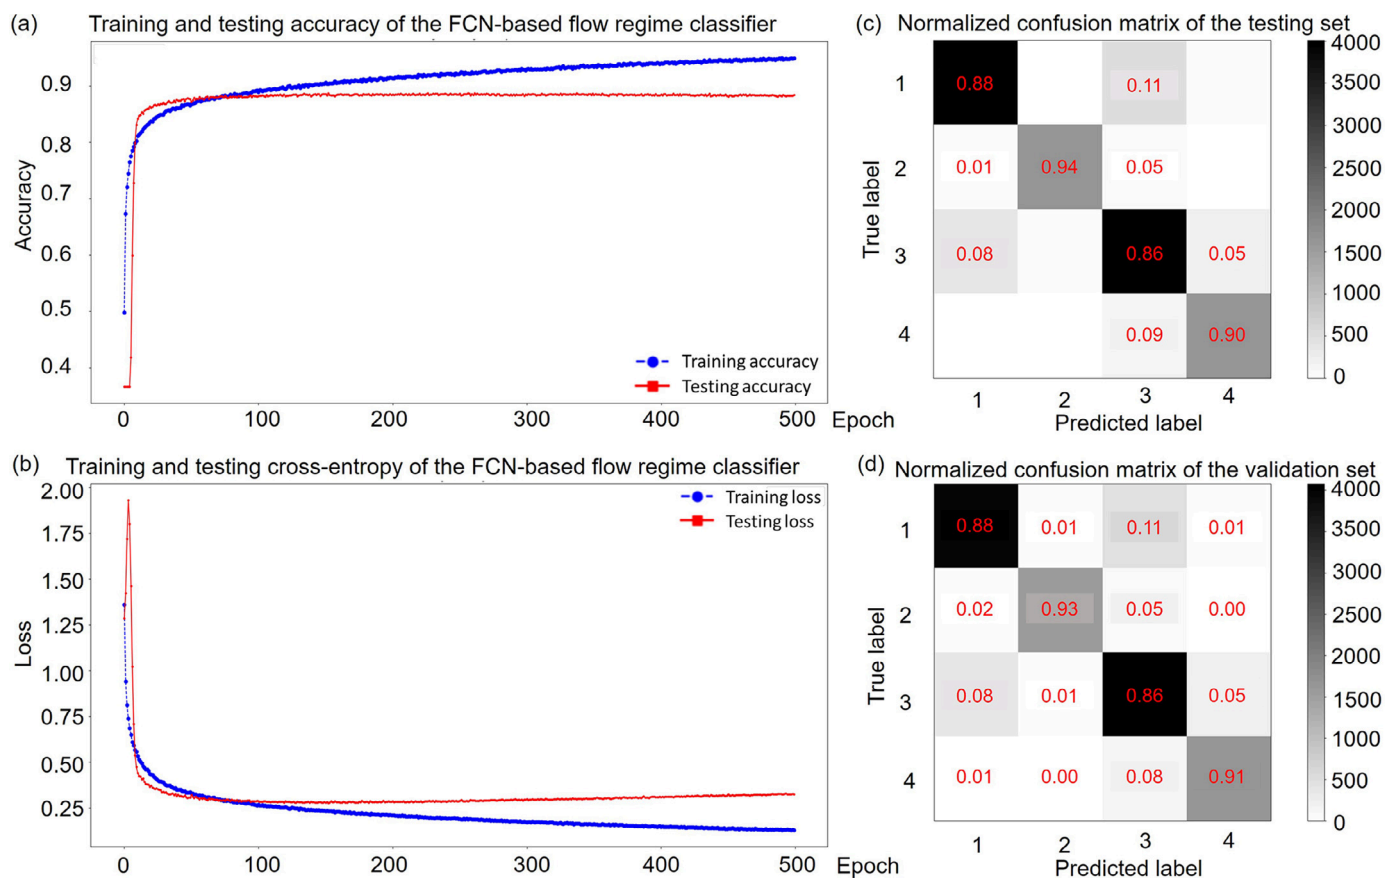 (a) Training and testing accuracy of the FCN-based flow regime classifier
0.9
0.8
0.7
0.6
0.5
0.4
Accuracy
Training accuracy
Testing accuracy
0 100 200 300 400 500 Epoch
(b) Training and testing cross-entropy of the FCN-based flow regime classifier
2.00
1.75
1.50
1.25
1.00
0.75
0.50
0.25
Loss
Training loss
Testing loss
0 100 200 300 400 500 Epoch
(c) Normalized confusion matrix of the testing set
True label
1 0.88 0.11
2 0.01 0.94 0.05
3 0.08 0.86 0.05
4 0.09 0.90
1 2 3 4
Predicted label
4000
3500
3000
2500
2000
1500
1000
500
0
(d) Normalized confusion matrix of the validation set
True label
1 0.88 0.01 0.11 0.01
2 0.02 0.93 0.05 0.00
3 0.08 0.01 0.86 0.05
4 0.01 0.00 0.08 0.91
1 2 3 4
Predicted label
4000
3500
3000
2500
2000
1500
1000
500
0